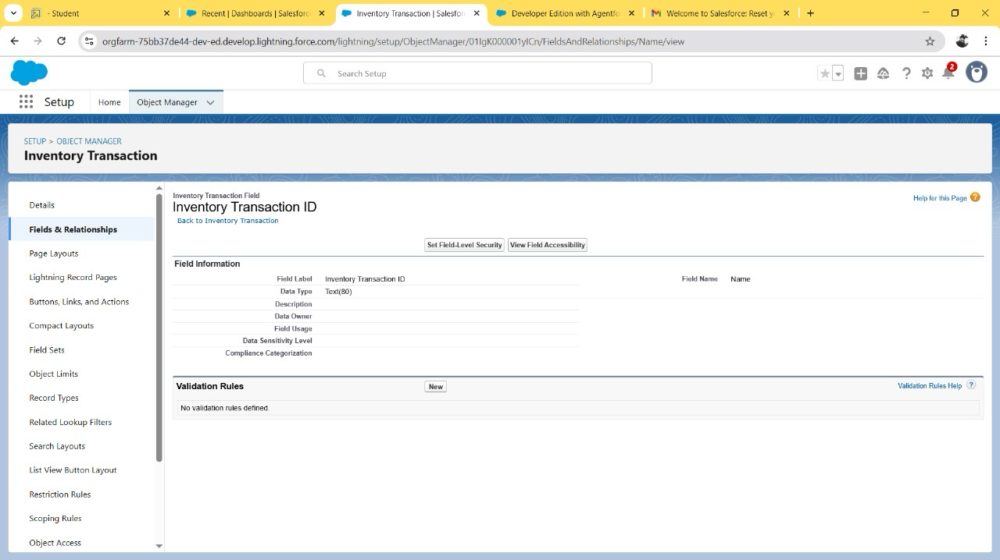 - Student
Recent | Dashboards | Salesforc
Inventory Transaction | Salesfor
Developer Edition with Agentfo
Welcome to Salesforce: Reset y
orgfarm-75bb37de44-dev-ed.develop.lightning.force.com/lightning/setup/ObjectManager/01IgK000001yICn/FieldsAndRelationships/Name/view
Search Setup
2
Setup
Home
Object Manager
SETUP > OBJECT MANAGER
Inventory Transaction
Details
Fields & Relationships
Page Layouts
Lightning Record Pages
Buttons, Links, and Actions
Compact Layouts
Field Sets
Object Limits
Record Types
Related Lookup Filters
Search Layouts
List View Button Layout
Restriction Rules
Scoping Rules
Object Access
Inventory Transaction Field
Inventory Transaction ID
Back to Inventory Transaction
Help for this Page ?
Set Field-Level Security
View Field Accessibility
Field Information
Field Label Inventory Transaction ID Field Name Name
Data Type Text(80)
Description
Data Owner
Field Usage
Data Sensitivity Level
Compliance Categorization
Validation Rules New Validation Rules Help ?
No validation rules defined.